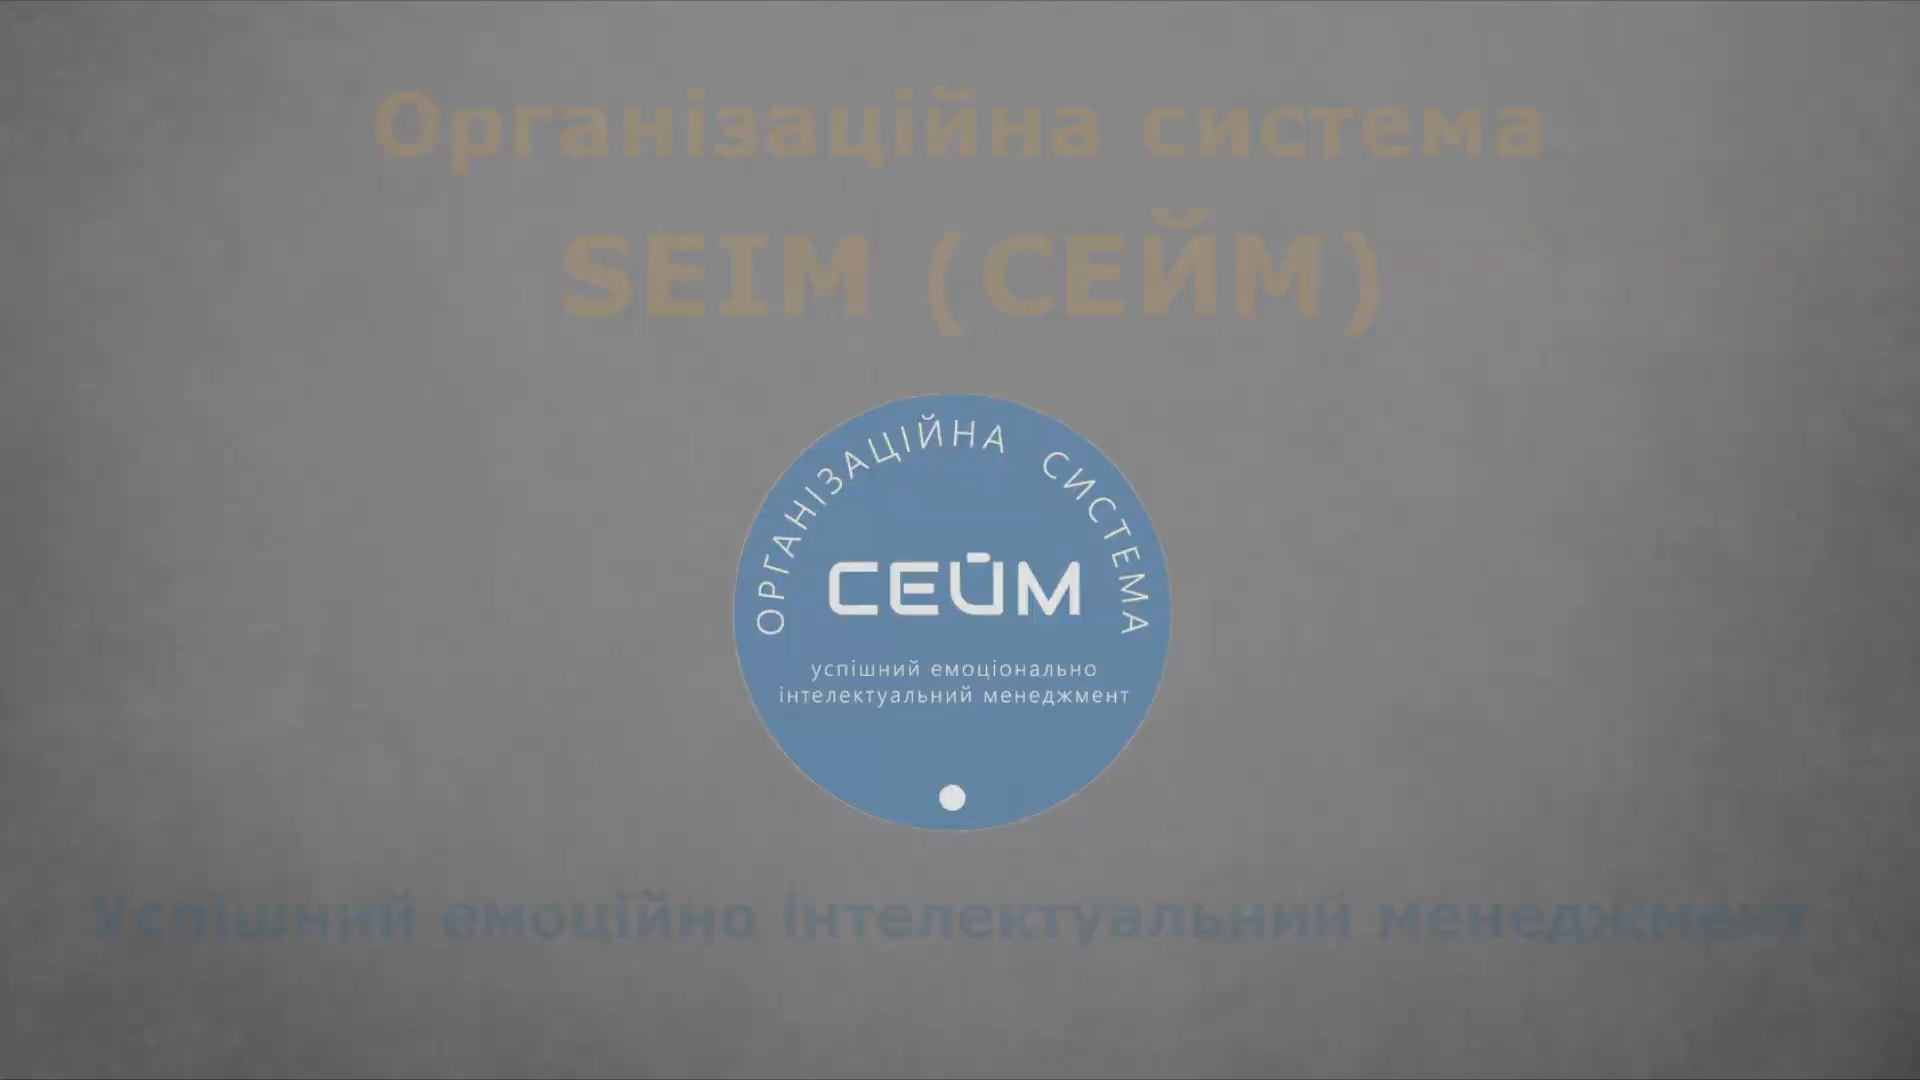 Організаційна система
SEIM (СЕЙМ)
ОРГАНІЗАЦІЙНА СИСТЕМА
СЕЙМ
успішний емоціонально
інтелектуальний менеджмент
Успішний емоційно інтелектуальний менеджмент